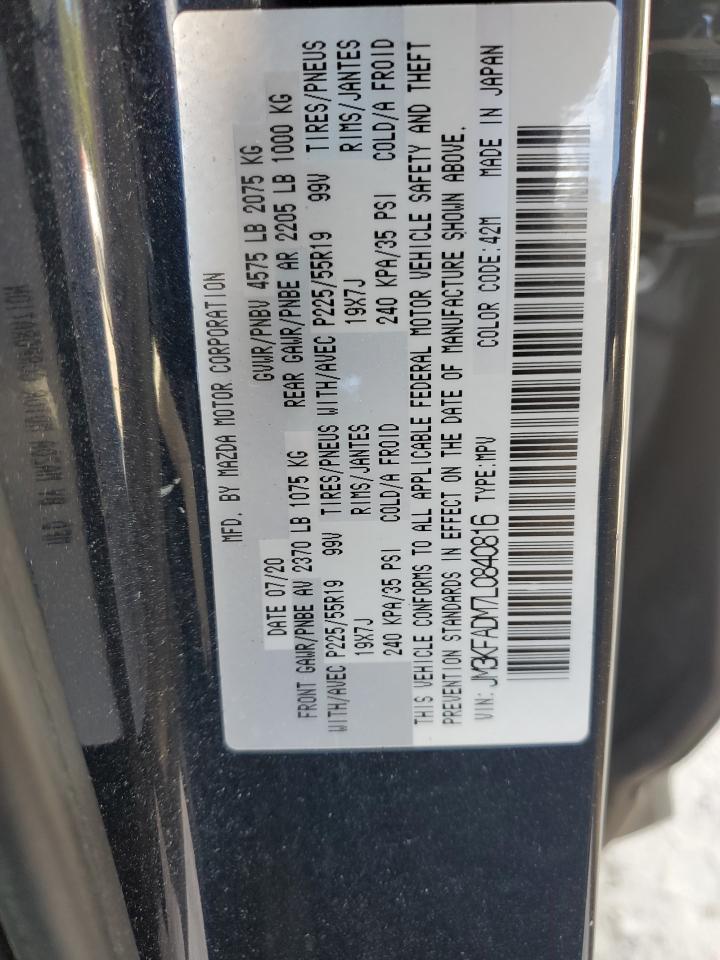 MFD. BY MAZDA MOTOR CORPORATION
DATE 07/20 GVWR/PNBV 4575 LB 2075 KG
FRONT GAWR/PNBE AV 2370 LB 1075 KG REAR GAWR/PNBE AR 2205 LB 1000 KG
WITH/AVEC P225/55R19 99V TIRES/PNEUS WITH/AVEC P225/55R19 99V TIRES/PNEUS
19X7J RIMS/JANTES 19X7J RIMS/JANTES
240 KPA/35 PSI COLD/A FROID 240 KPA/35 PSI COLD/A FROID
THIS VEHICLE CONFORMS TO ALL APPLICABLE FEDERAL MOTOR VEHICLE SAFETY AND THEFT
PREVENTION STANDARDS IN EFFECT ON THE DATE OF MANUFACTURE SHOWN ABOVE.
VIN: JM3KFADM7L0840816 TYPE:MPV COLOR CODE:42M MADE IN JAPAN